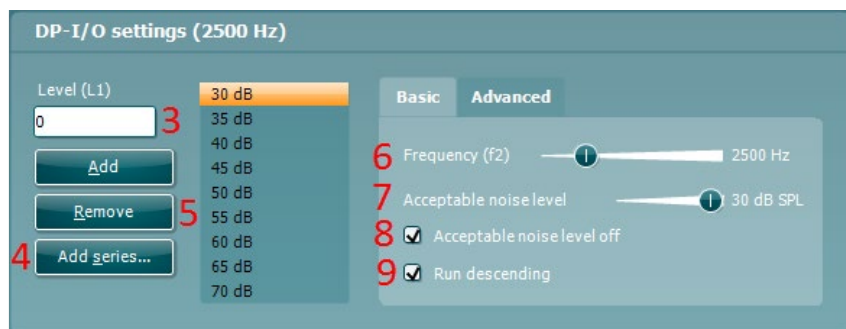 DP-I/O settings (2500 Hz)
Level (L1)
0
3
Add
Remove
5
4
Add series...
30 dB
35 dB
40 dB
45 dB
50 dB
55 dB
60 dB
65 dB
70 dB
Basic
Advanced
6 Frequency (f2) 2500 Hz
7 Acceptable noise level 30 dB SPL
8 Acceptable noise level off
9 Run descending